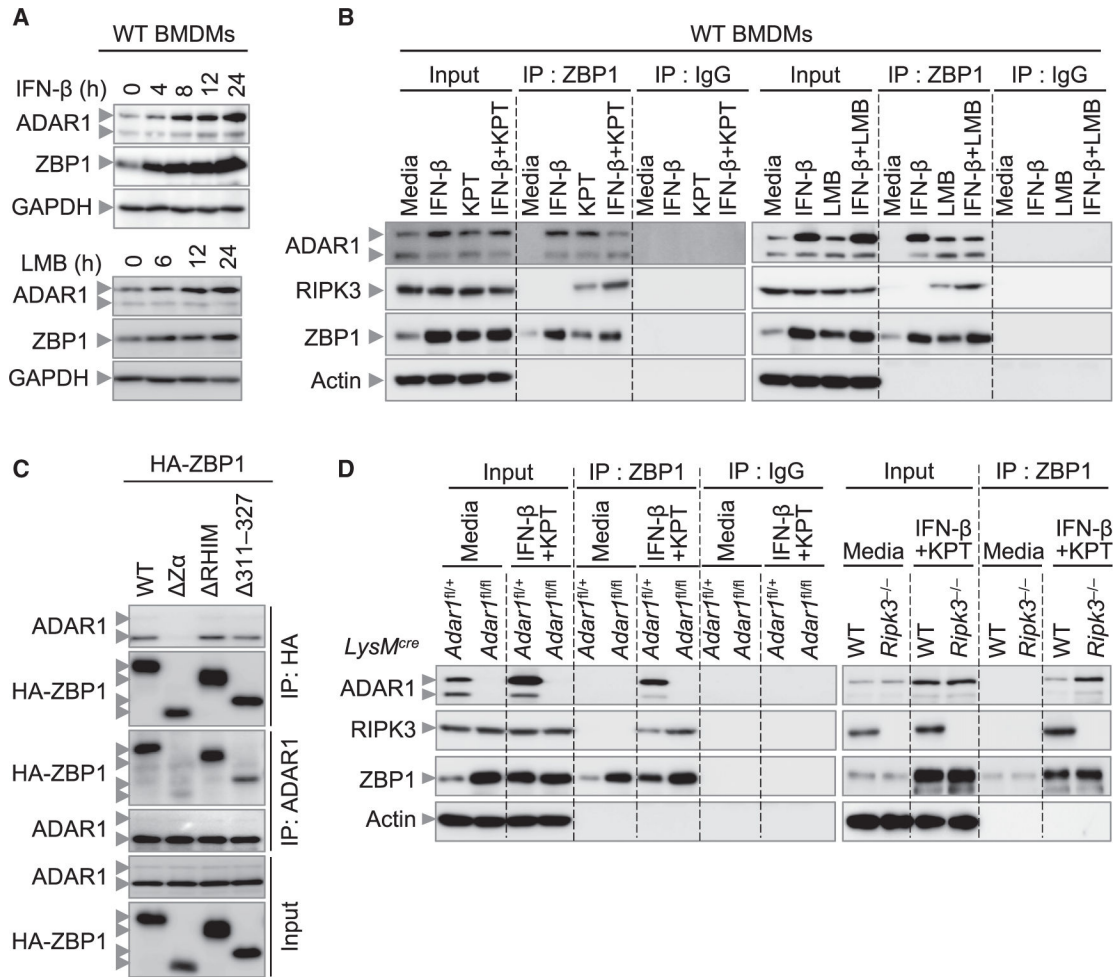 A
WT BMDMs
IFN-β (h) 0 4 8 12 24
ADAR1
ZBP1
GAPDH
LMB (h) 0 6 12 24
ADAR1
ZBP1
GAPDH
B
WT BMDMs
Input IP : ZBP1 IP : IgG Input IP : ZBP1 IP : IgG
Media IFN-β KPT IFN-β+KPT Media IFN-β KPT IFN-β+KPT Media IFN-β KPT IFN-β+KPT Media IFN-β LMB IFN-β+LMB Media IFN-β LMB IFN-β+LMB Media IFN-β LMB IFN-β+LMB
ADAR1
RIPK3
ZBP1
Actin
C
HA-ZBP1
WT ΔZα ΔRHIM Δ311–327
ADAR1
HA-ZBP1
IP: HA
HA-ZBP1
ADAR1
IP: ADAR1
ADAR1
HA-ZBP1
Input
D
Input IP : ZBP1 IP : IgG Input IP : ZBP1
Media IFN-β +KPT Media IFN-β +KPT Media IFN-β +KPT Media IFN-β +KPT Media IFN-β +KPT
LysMcre Adar1fl/+ Adar1fl/fl Adar1fl/+ Adar1fl/fl Adar1fl/+ Adar1fl/fl Adar1fl/+ Adar1fl/fl Adar1fl/+ Adar1fl/fl Adar1fl/+ Adar1fl/fl WT Ripk3–/– WT Ripk3–/– WT Ripk3–/– WT Ripk3–/–
ADAR1
RIPK3
ZBP1
Actin